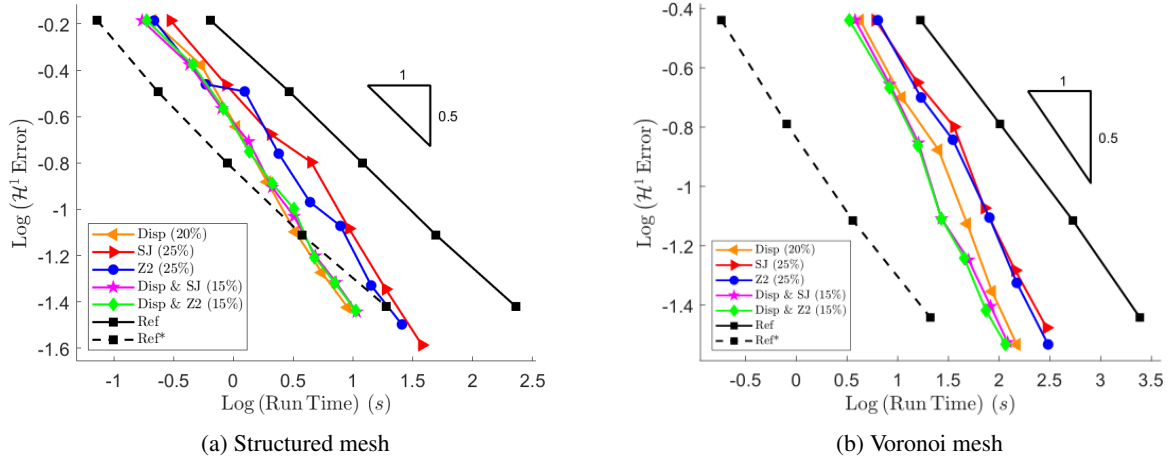 -0.2
-0.4
-0.6
-0.8
-1
-1.2
-1.4
-1.6
Log (H¹ Error)
1
0.5
Disp (20%)
SJ (25%)
Z2 (25%)
Disp & SJ (15%)
Disp & Z2 (15%)
Ref
Ref*
-1 -0.5 0 0.5 1 1.5 2 2.5
Log (Run Time) (s)
(a) Structured mesh
-0.4
-0.6
-0.8
-1
-1.2
-1.4
Log (H¹ Error)
1
0.5
Disp (20%)
SJ (25%)
Z2 (25%)
Disp & SJ (15%)
Disp & Z2 (15%)
Ref
Ref*
-0.5 0 0.5 1 1.5 2 2.5 3 3.5
Log (Run Time) (s)
(b) Voronoi mesh